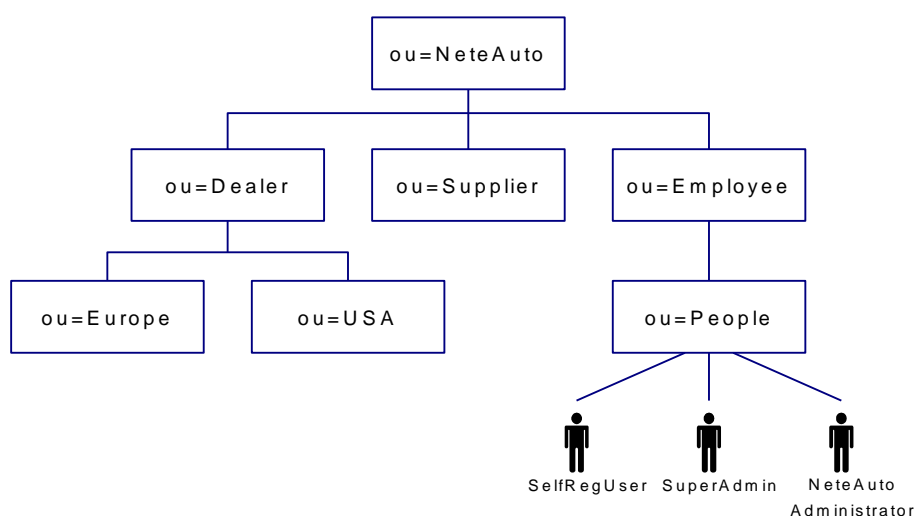 ou=NeteAuto
ou=Dealer
ou=Supplier
ou=Employee
ou=Europe
ou=USA
ou=People
SelfRegUser
SuperAdmin
NeteAuto
Administrator